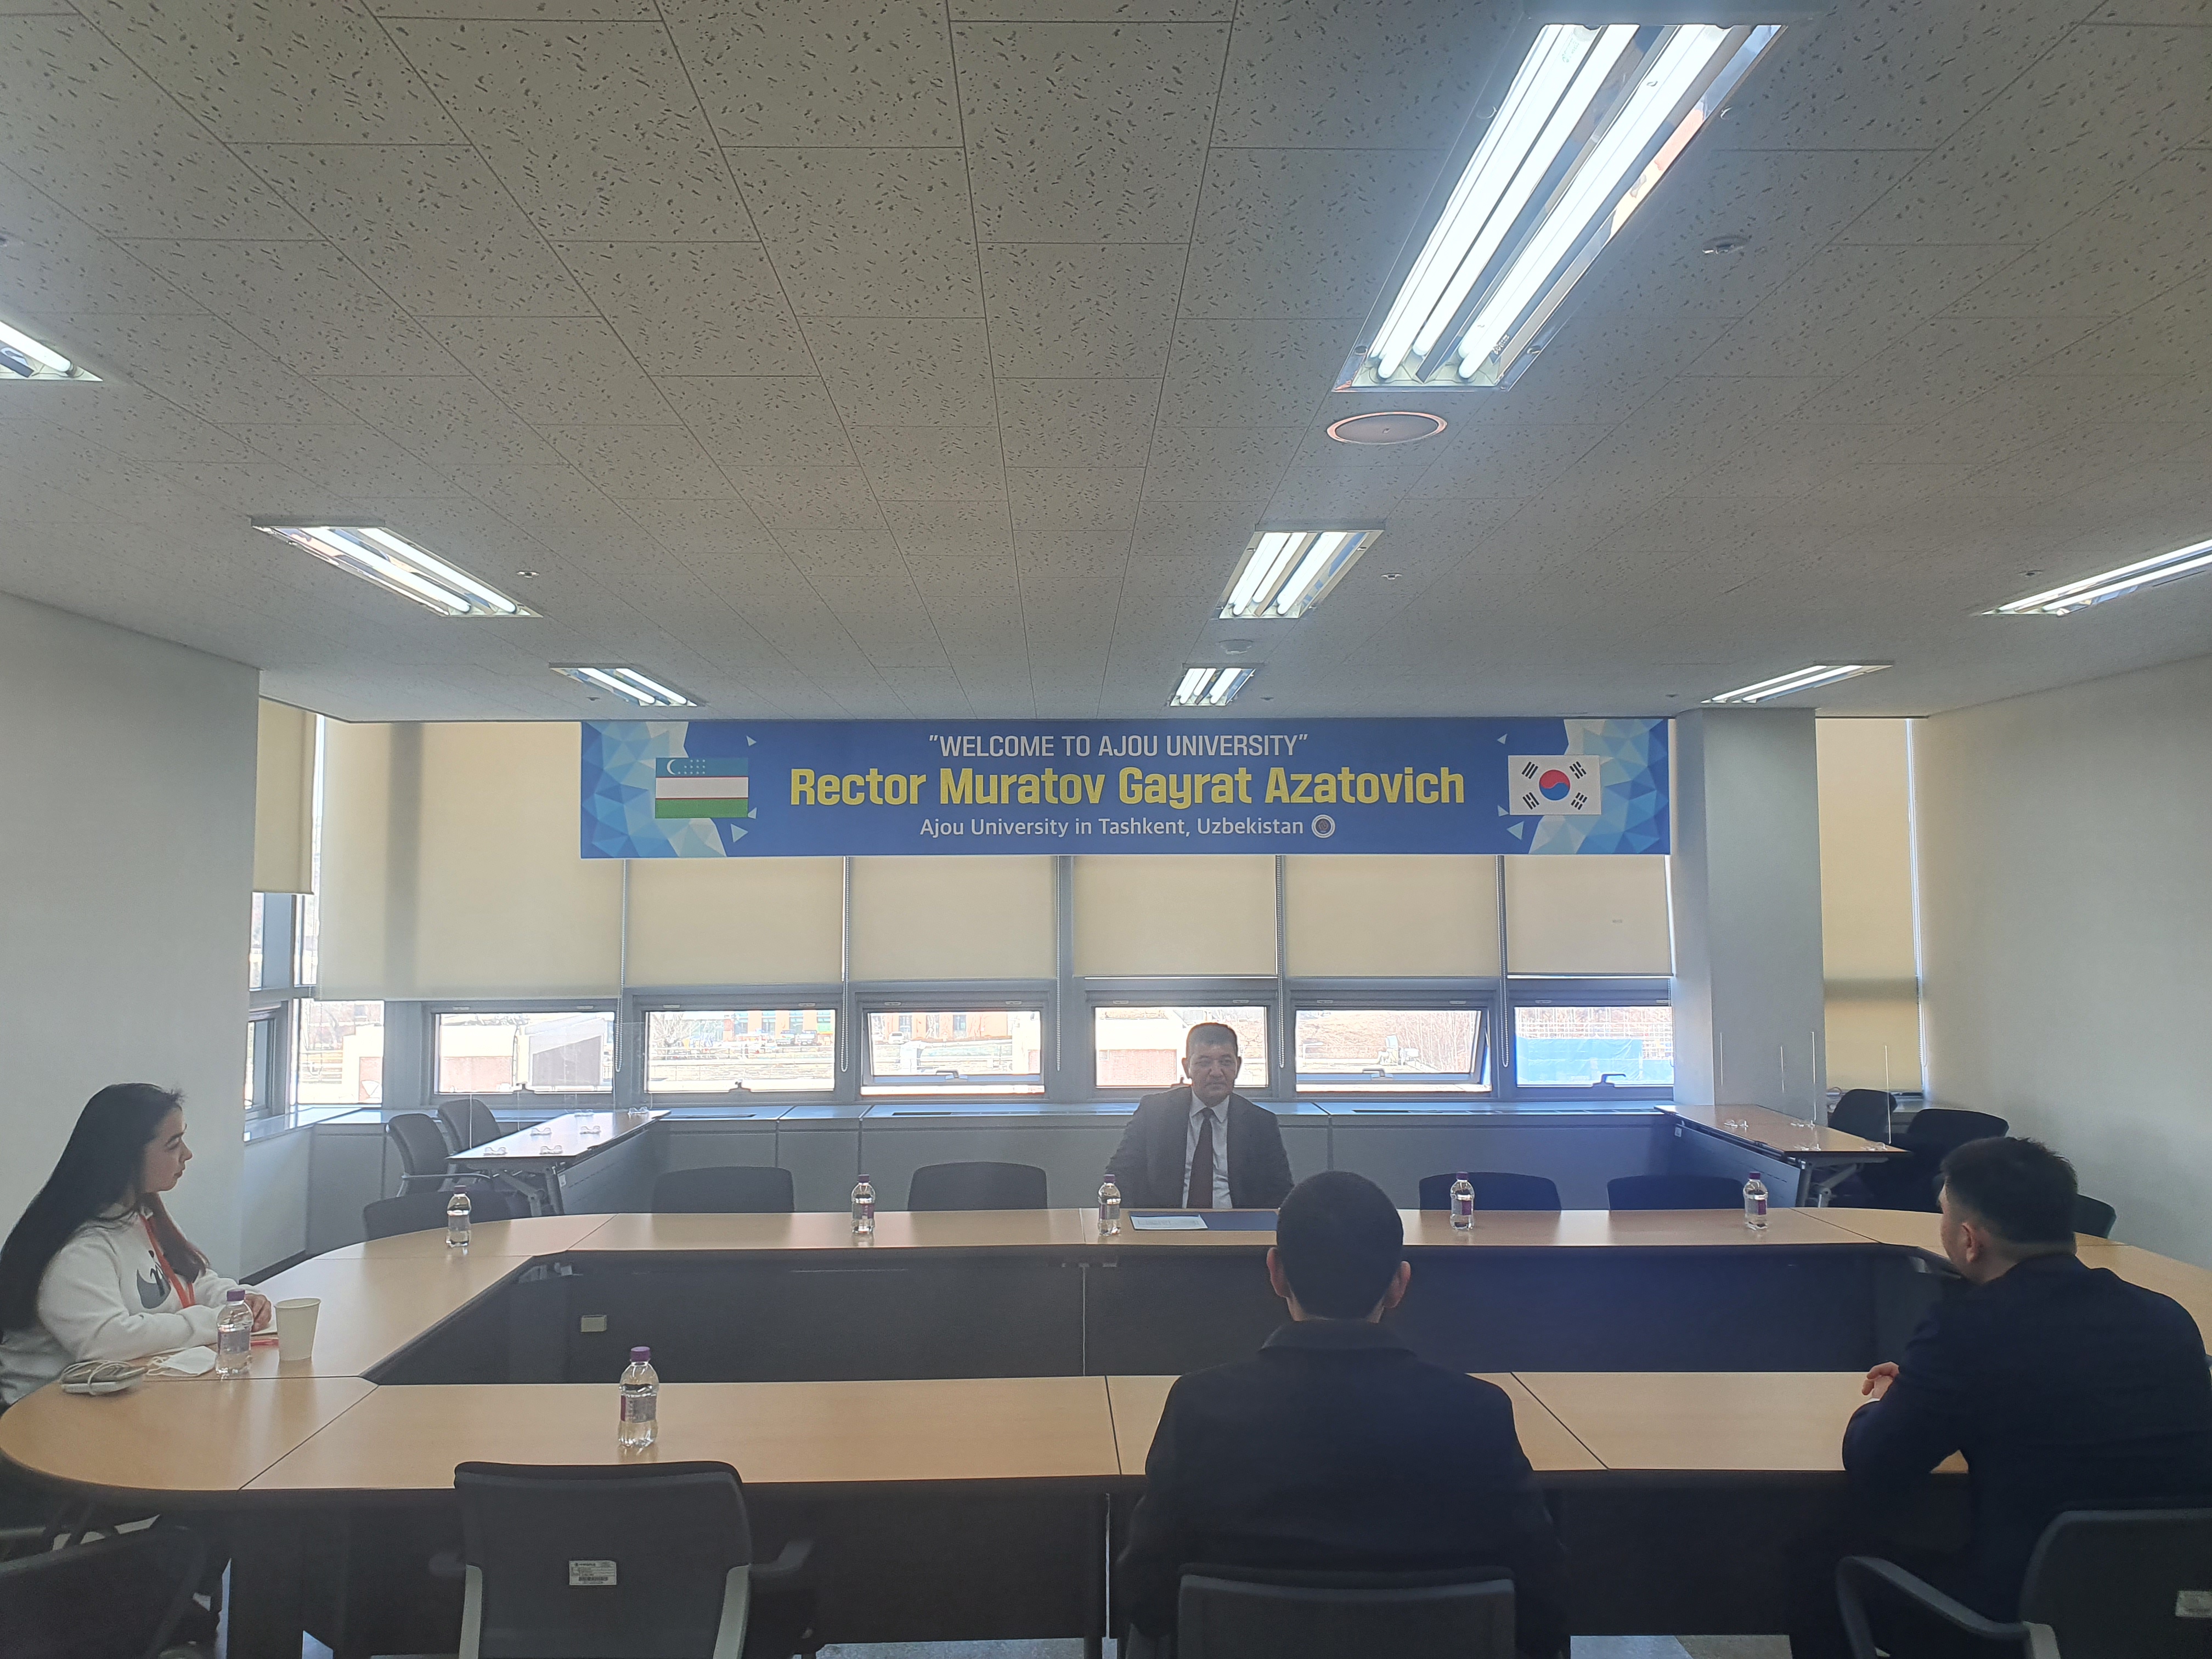 "WELCOME TO AJOU UNIVERSITY"
Rector Muratov Gayrat Azatovich
Ajou University in Tashkent, Uzbekistan